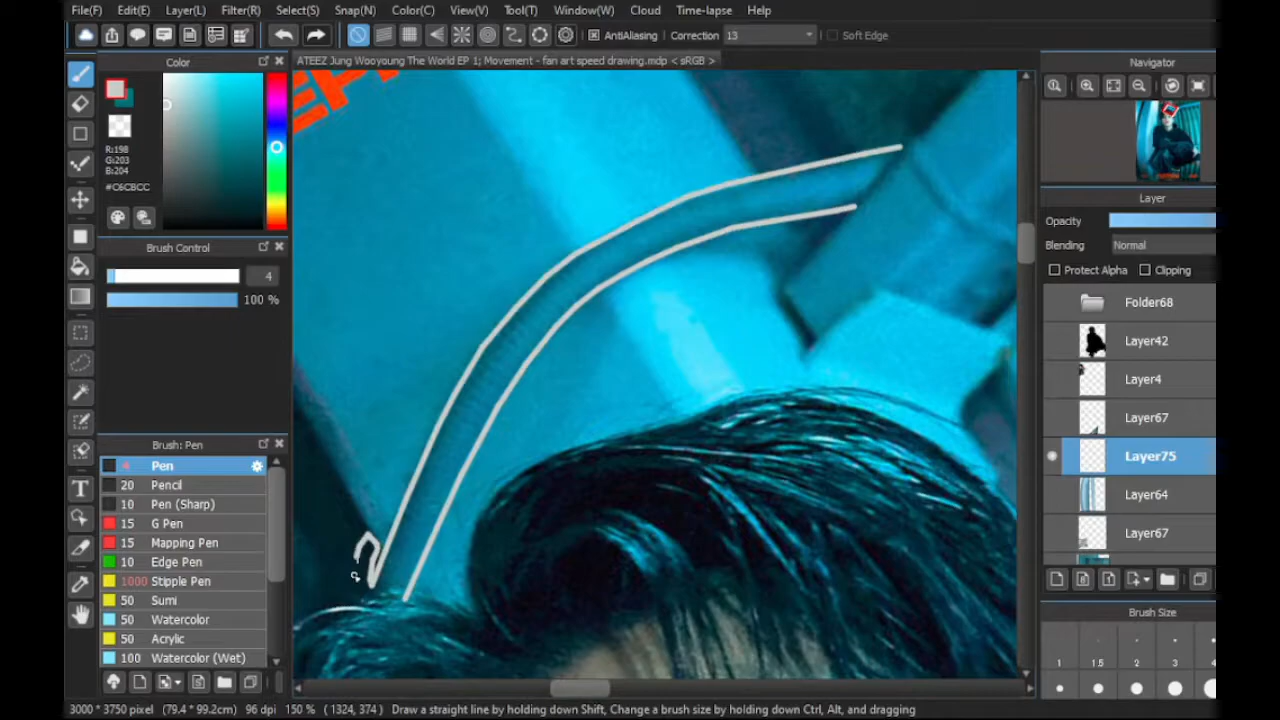 File(F) Edit(E) Layer(L) Filter(R) Select(S) Snap(N) Color(C) View(V) Tool(T) Window(W) Cloud Time-lapse Help
AntiAliasing Correction 13 Soft Edge
Color
ATEEZ Jung Wooyoung The World EP 1; Movement - fan art speed drawing.mdp < sRGB >
Navigator
EP
R:198
G:203
B:204
#C6CBCC
Layer
Opacity
Blending Normal
Protect Alpha Clipping
Brush Control
4
100 %
Folder68
Layer42
Layer4
Layer67
Layer75
Layer64
Layer67
Brush: Pen
Pen
20 Pencil
10 Pen (Sharp)
15 G Pen
15 Mapping Pen
10 Edge Pen
1000 Stipple Pen
50 Sumi
50 Watercolor
50 Acrylic
100 Watercolor (Wet)
Brush Size
1 1.5 2 3 4
3000 * 3750 pixel (79.4 * 99.2cm) 96 dpi 150 % (1324, 374) Draw a straight line by holding down Shift, Change a brush size by holding down Ctrl, Alt, and dragging